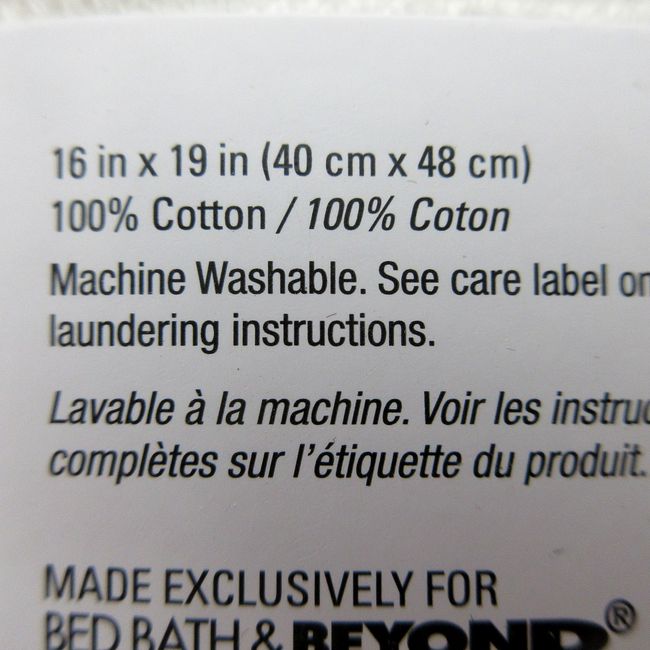 16 in x 19 in (40 cm x 48 cm)
100% Cotton / 100% Coton
Machine Washable. See care label on
laundering instructions.
Lavable à la machine. Voir les
complètes sur l'étiquette du produit.
MADE EXCLUSIVELY FOR
BED BATH & BEYOND®